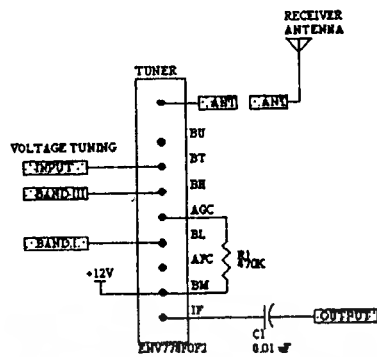 RECEIVER
ANTENNA
TUNER
ANT
ANT
BU
VOLTAGE TUNING
BT
INPUT
BH
BAND III
AGC
BL
BAND I
R1
470K
AFC
+12V
BM
IF
OUTPUT
C1
0.01 uF